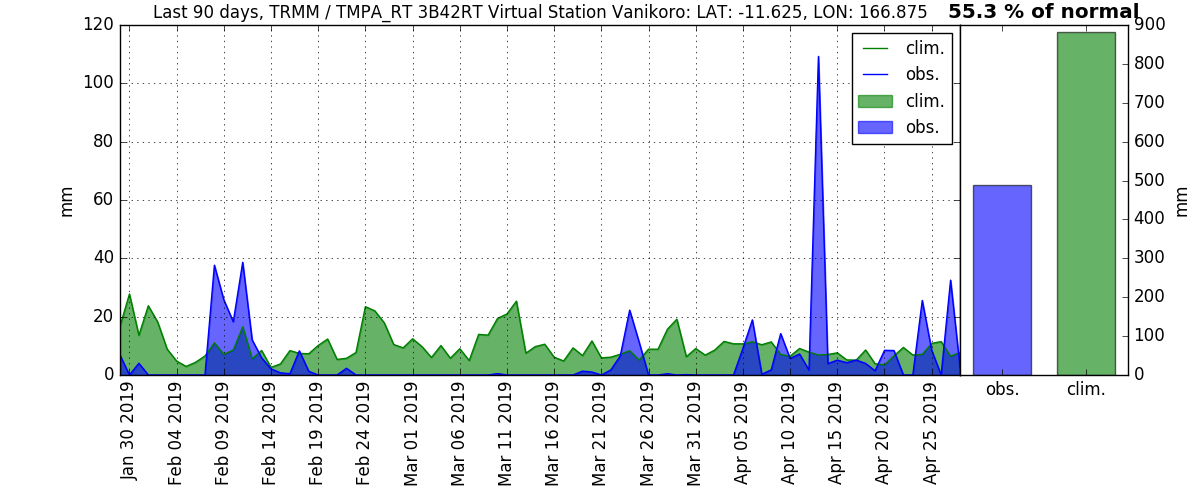 Last 90 days, TRMM / TMPA_RT 3B42RT Virtual Station Vanikoro: LAT: -11.625, LON: 166.875
55.3 % of normal
120
100
80
60
40
20
0
mm
clim.
obs.
clim.
obs.
Jan 30 2019
Feb 04 2019
Feb 09 2019
Feb 14 2019
Feb 19 2019
Feb 24 2019
Mar 01 2019
Mar 06 2019
Mar 11 2019
Mar 16 2019
Mar 21 2019
Mar 26 2019
Mar 31 2019
Apr 05 2019
Apr 10 2019
Apr 15 2019
Apr 20 2019
Apr 25 2019
900
800
700
600
500
400
300
200
100
0
mm
obs.
clim.